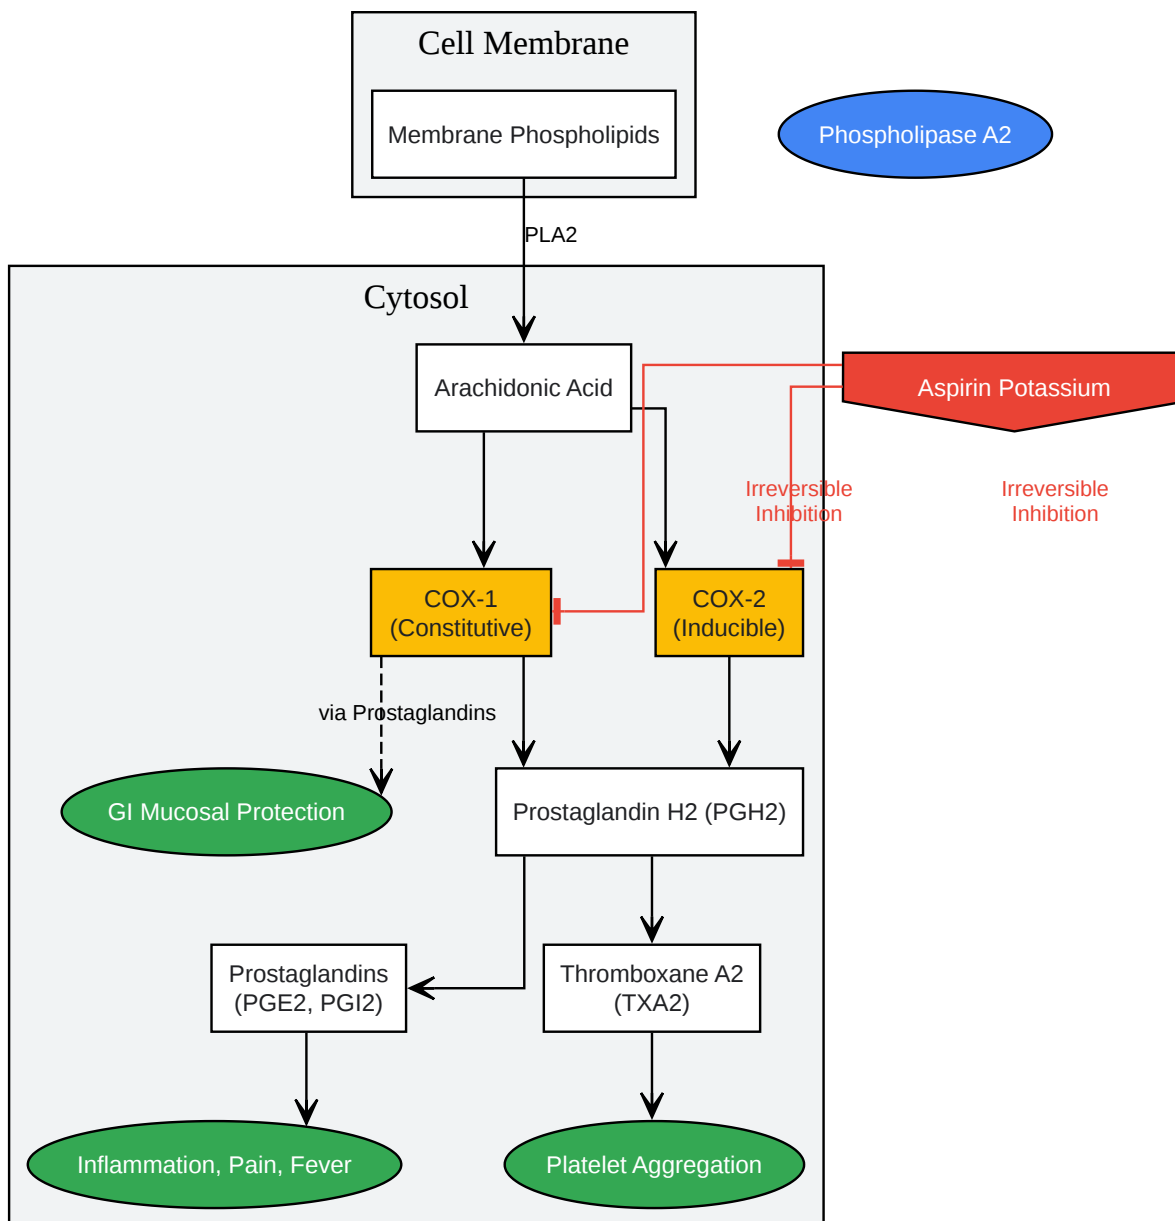 Cell Membrane
Membrane Phospholipids
Phospholipase A2
PLA2
Cytosol
Arachidonic Acid
Aspirin Potassium
Irreversible
Inhibition
Irreversible
Inhibition
COX-1
(Constitutive)
COX-2
(Inducible)
via Prostaglandins
GI Mucosal Protection
Prostaglandin H2 (PGH2)
Prostaglandins
(PGE2, PGI2)
Thromboxane A2
(TXA2)
Inflammation, Pain, Fever
Platelet Aggregation